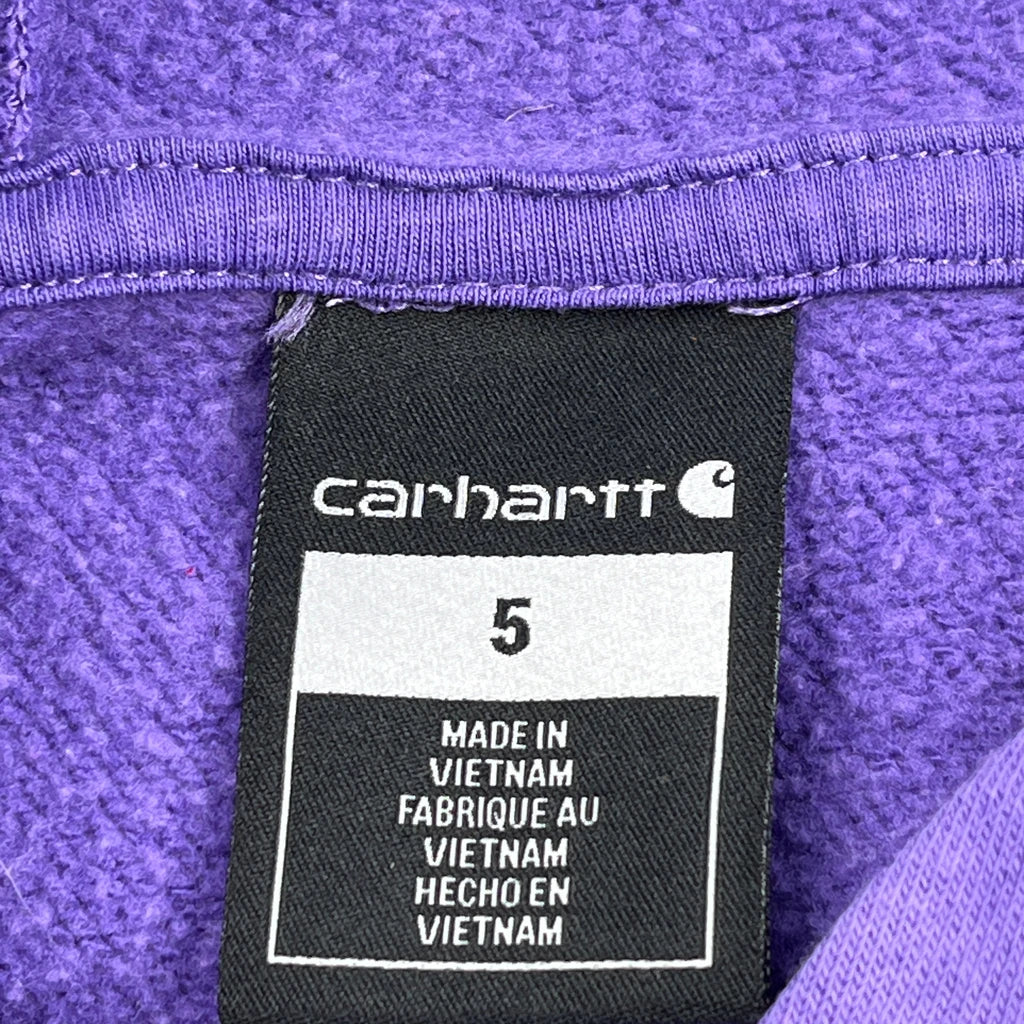 carhartt
5
MADE IN
VIETNAM
FABRIQUE AU
VIETNAM
HECHO EN
VIETNAM